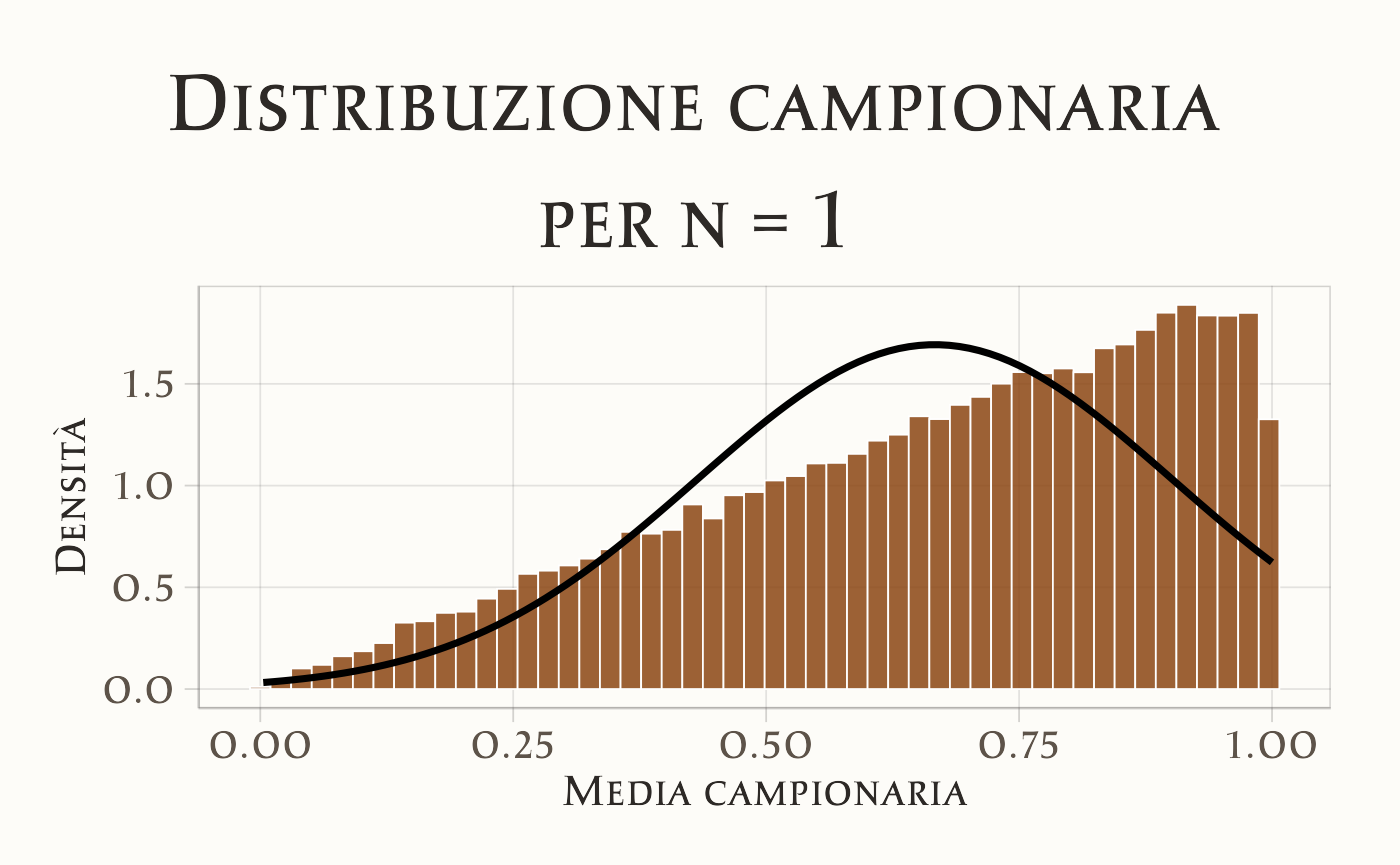 Distribuzione campionaria
per n = 1
Densità
1.5
1.0
0.5
0.0
0.00 0.25 0.50 0.75 1.00
Media campionaria